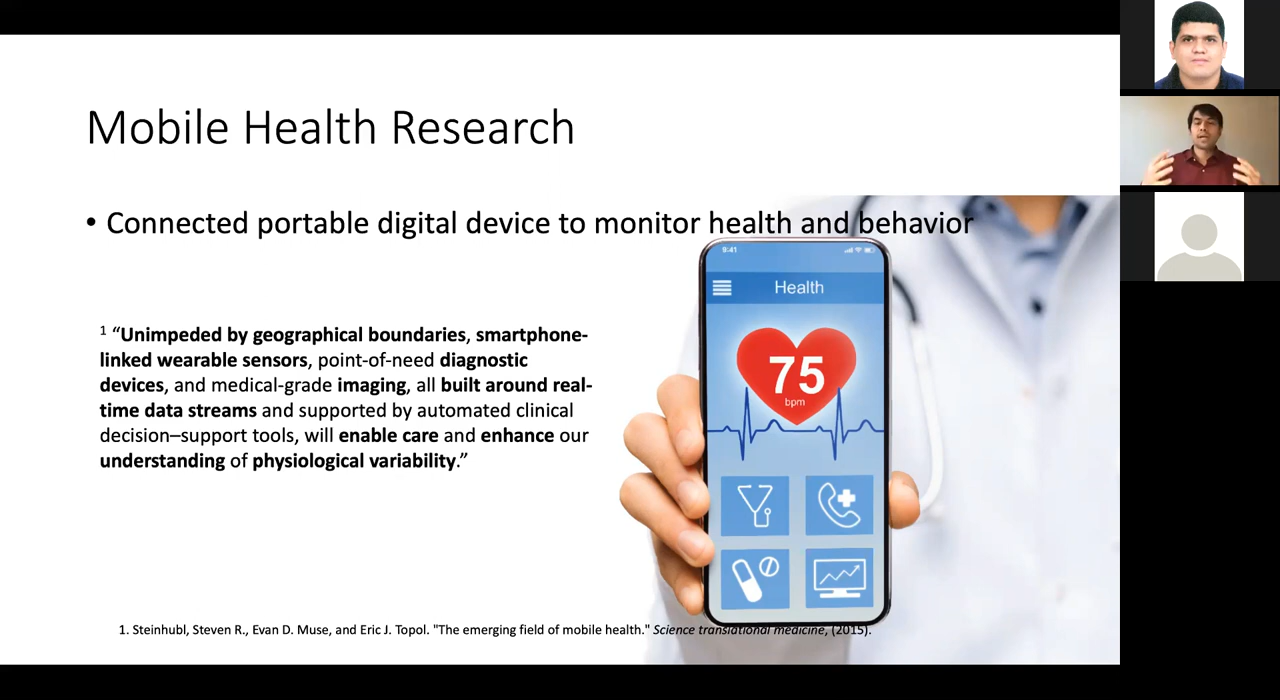 Mobile Health Research
• Connected portable digital device to monitor health and behavior
9:41
Health
75
bpm
1 “Unimpeded by geographical boundaries, smartphone-
linked wearable sensors, point-of-need diagnostic
devices, and medical-grade imaging, all built around real-
time data streams and supported by automated clinical
decision–support tools, will enable care and enhance our
understanding of physiological variability.”
1. Steinhubl, Steven R., Evan D. Muse, and Eric J. Topol. "The emerging field of mobile health." Science translational medicine, (2015).